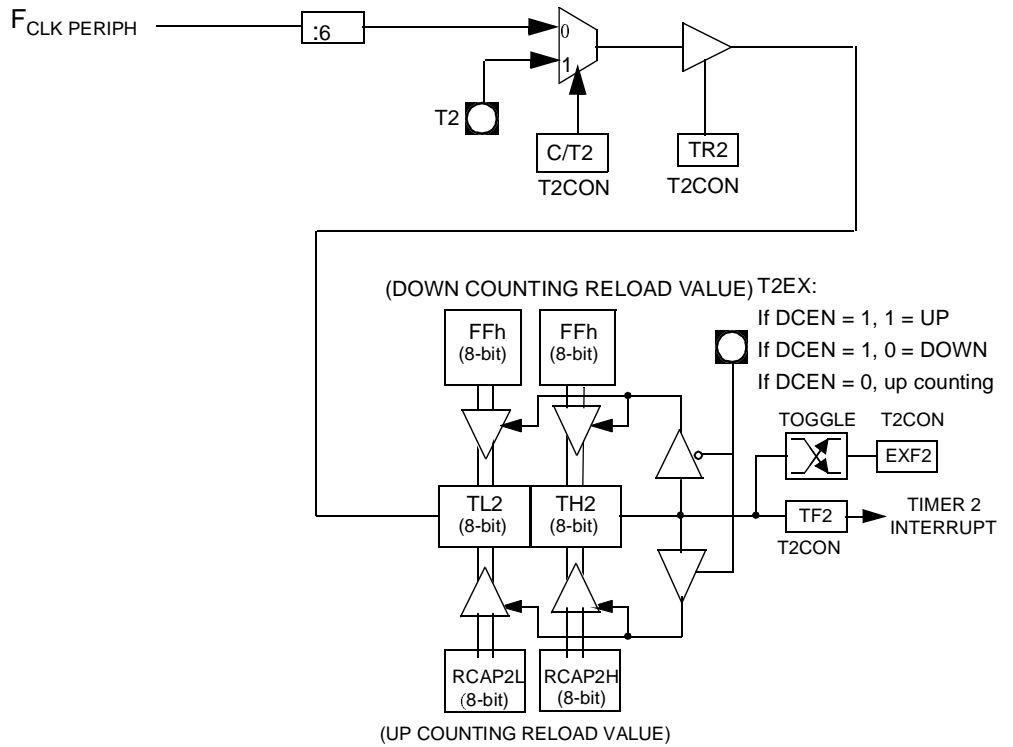 F CLK PERIPH
:6
0
1
T2
C/T2
TR2
T2CON
T2CON
(DOWN COUNTING RELOAD VALUE)
T2EX:
If DCEN = 1, 1 = UP
If DCEN = 1, 0 = DOWN
If DCEN = 0, up counting
FFh
(8-bit)
FFh
(8-bit)
TOGGLE
T2CON
EXF2
TL2
(8-bit)
TH2
(8-bit)
TF2
TIMER 2
INTERRUPT
T2CON
RCAP2L
(8-bit)
RCAP2H
(8-bit)
(UP COUNTING RELOAD VALUE)